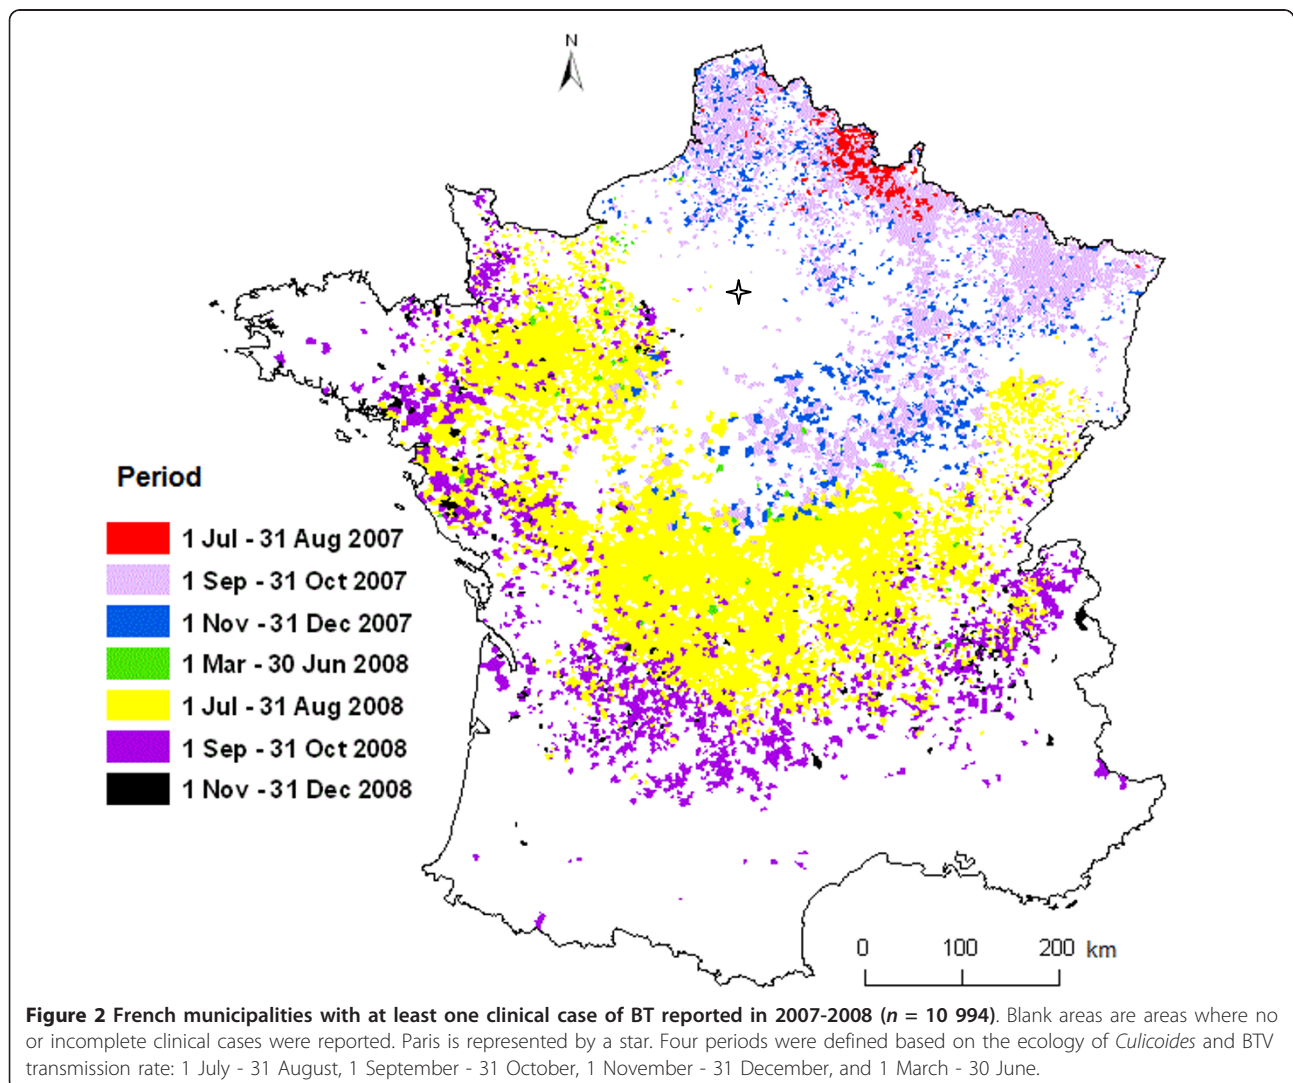 N
Period
1 Jul - 31 Aug 2007
1 Sep - 31 Oct 2007
1 Nov - 31 Dec 2007
1 Mar - 30 Jun 2008
1 Jul - 31 Aug 2008
1 Sep - 31 Oct 2008
1 Nov - 31 Dec 2008
0 100 200 km
Figure 2 French municipalities with at least one clinical case of BT reported in 2007-2008 (n = 10 994). Blank areas are areas where no
or incomplete clinical cases were reported. Paris is represented by a star. Four periods were defined based on the ecology of Culicoides and BTV
transmission rate: 1 July - 31 August, 1 September - 31 October, 1 November - 31 December, and 1 March - 30 June.